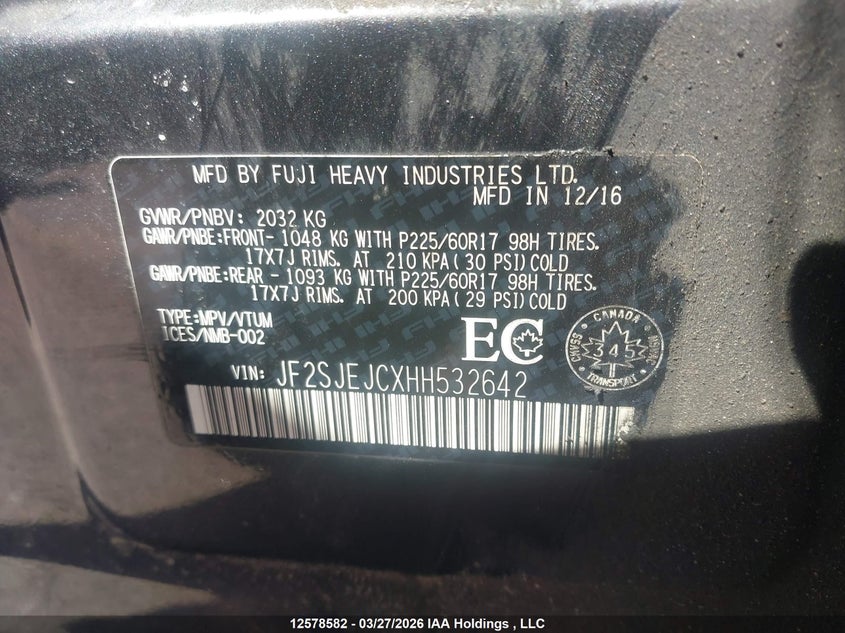 MFD BY FUJI HEAVY INDUSTRIES LTD.
MFD IN 12/16
GVWR/PNBV: 2032 KG
GAWR/PNBE:FRONT- 1048 KG WITH P225/60R17 98H TIRES.
17X7J RIMS. AT 210 KPA(30 PSI)COLD
GAWR/PNBE:REAR - 1093 KG WITH P225/60R17 98H TIRES.
17X7J RIMS. AT 200 KPA(29 PSI)COLD
TYPE:MPV/VTUM
ICES/NMB-002
EC
CANADA
345
TRANSPORT
VIN: JF2SJEJCXHH532642
12578582 - 03/27/2026 IAA Holdings , LLC